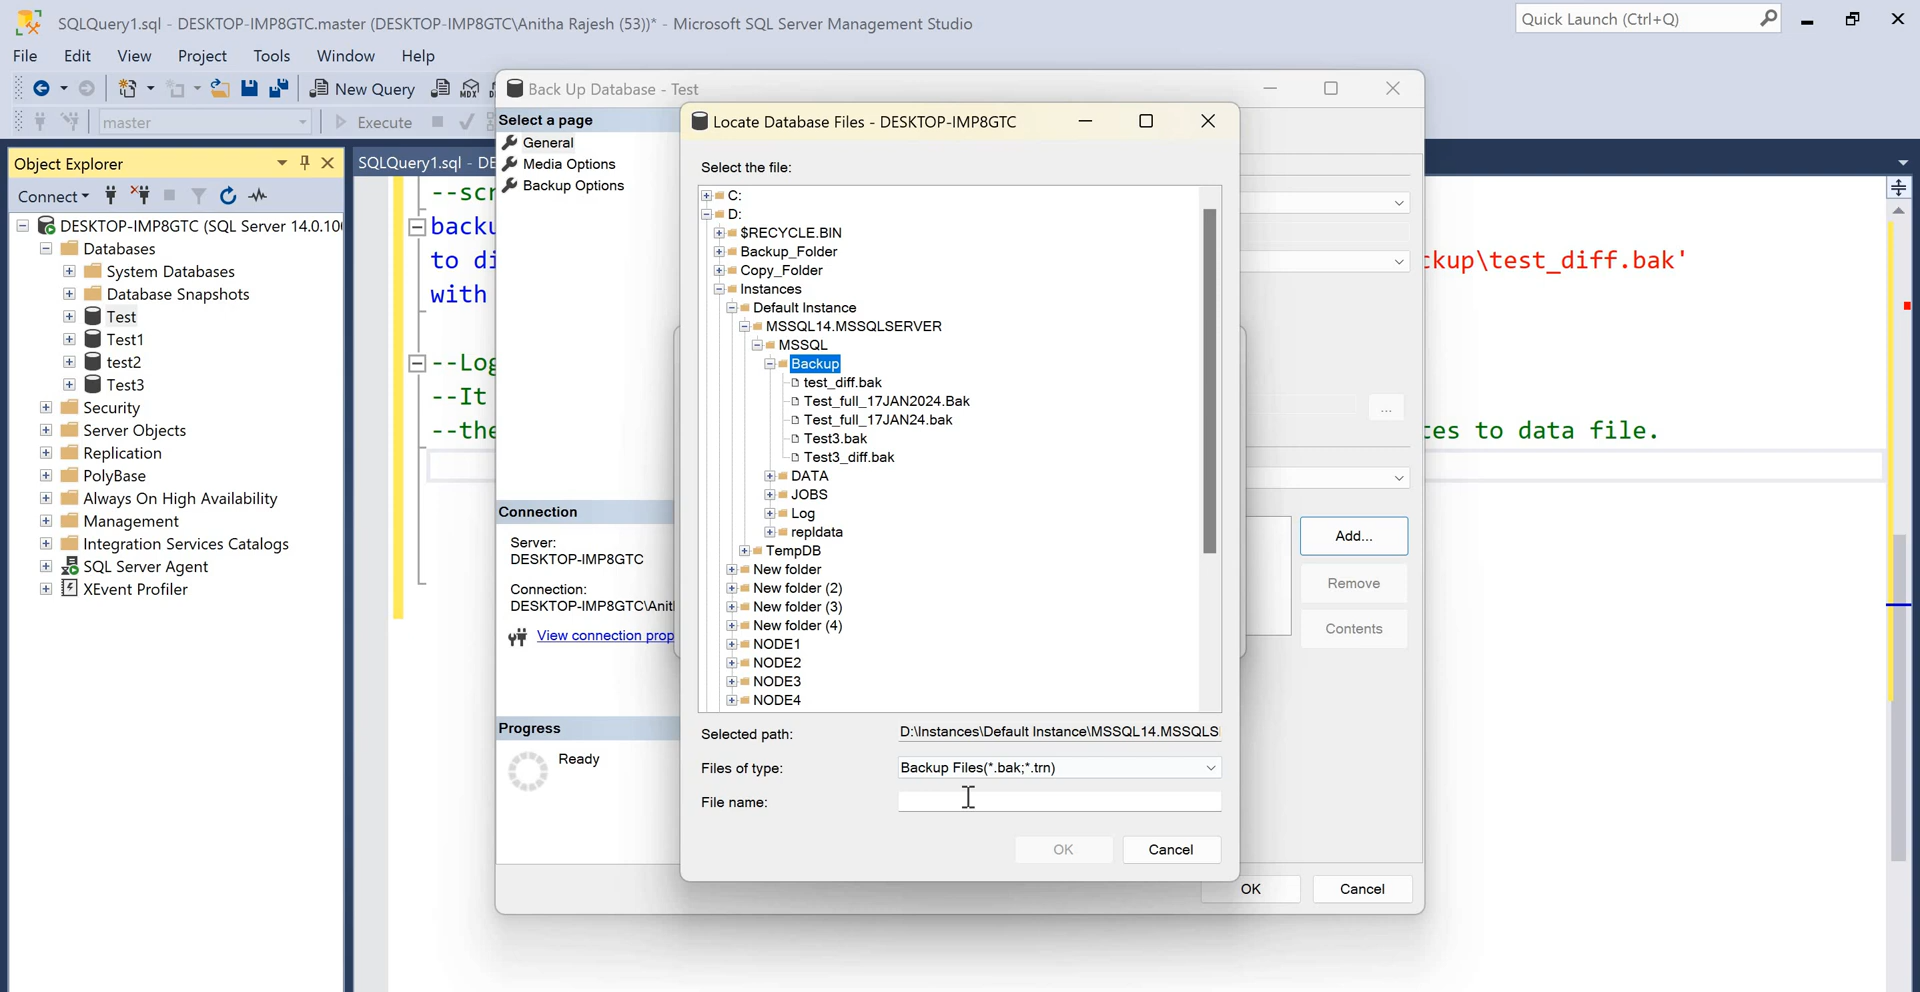 SQLQuery1.sql - DESKTOP-IMP8GTC.master (DESKTOP-IMP8GTC\Anitha Rajesh (53))* - Microsoft SQL Server Management Studio
Quick Launch (Ctrl+Q)
File Edit View Project Tools Window Help
New Query
MDX
master
Execute
Object Explorer
Connect
DESKTOP-IMP8GTC (SQL Server 14.0.10
Databases
System Databases
Database Snapshots
Test
Test1
test2
Test3
Security
Server Objects
Replication
PolyBase
Always On High Availability
Management
Integration Services Catalogs
SQL Server Agent
XEvent Profiler
SQLQuery1.sql - DE
--scr
backu
to di
ckup\test_diff.bak'
with
--Log
--It
--the
ces to data file.
Back Up Database - Test
Select a page
General
Media Options
Backup Options
Connection
Server:
DESKTOP-IMP8GTC
Connection:
DESKTOP-IMP8GTC\Anit
View connection prop
Progress
Ready
...
Add...
Remove
Contents
OK
Cancel
Locate Database Files - DESKTOP-IMP8GTC
Select the file:
C:
D:
$RECYCLE.BIN
Backup_Folder
Copy_Folder
Instances
Default Instance
MSSQL14.MSSQLSERVER
MSSQL
Backup
test_diff.bak
Test_full_17JAN2024.Bak
Test_full_17JAN24.bak
Test3.bak
Test3_diff.bak
DATA
JOBS
Log
repldata
TempDB
New folder
New folder (2)
New folder (3)
New folder (4)
NODE1
NODE2
NODE3
NODE4
Selected path: D:\Instances\Default Instance\MSSQL14.MSSQLS
Files of type: Backup Files(*.bak;*.trn)
File name:
OK
Cancel